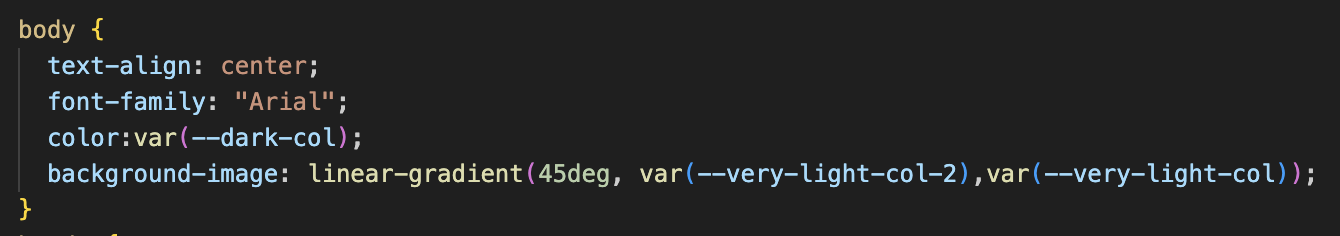 body {
text-align: center;
font-family: "Arial";
color:var(--dark-col);
background-image: linear-gradient(45deg, var(--very-light-col-2),var(--very-light-col));
}